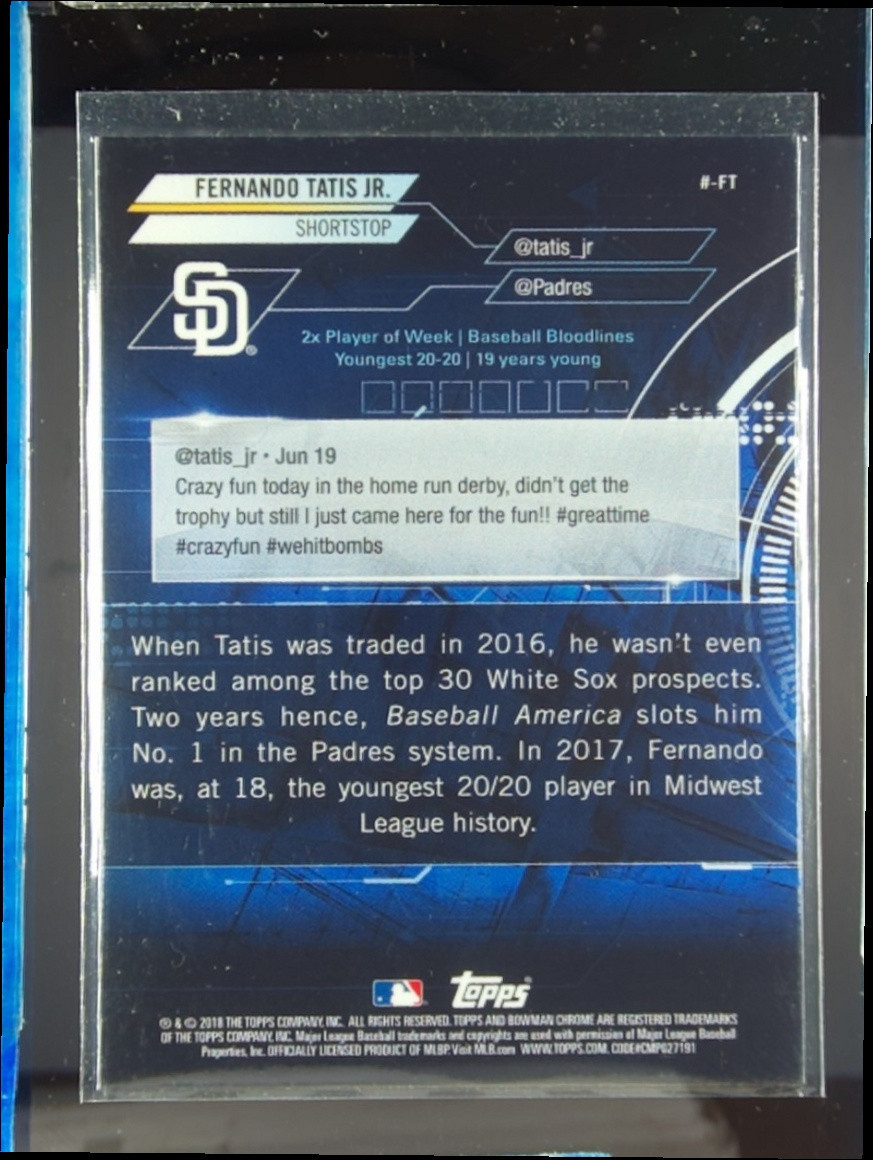 FERNANDO TATIS JR.
#-FT
SHORTSTOP
@tatis_jr
@Padres
SD
2x Player of Week | Baseball Bloodlines
Youngest 20-20 | 19 years young
@tatis_jr • Jun 19
Crazy fun today in the home run derby, didn't get the
trophy but still I just came here for the fun!! #greattime
#crazyfun #wehitbombs
When Tatis was traded in 2016, he wasn't even
ranked among the top 30 White Sox prospects.
Two years hence, Baseball America slots him
No. 1 in the Padres system. In 2017, Fernando
was, at 18, the youngest 20/20 player in Midwest
League history.
topps
® & © 2018 THE TOPPS COMPANY, INC. ALL RIGHTS RESERVED. TOPPS AND BOWMAN CHROME ARE REGISTERED TRADEMARKS
OF THE TOPPS COMPANY, INC. Major League Baseball trademarks and copyrights are used with permission of Major League Baseball
Properties, Inc. OFFICIALLY LICENSED PRODUCT OF MLBP. Visit MLB.com WWW.TOPPS.COM. CODE#CMP027191